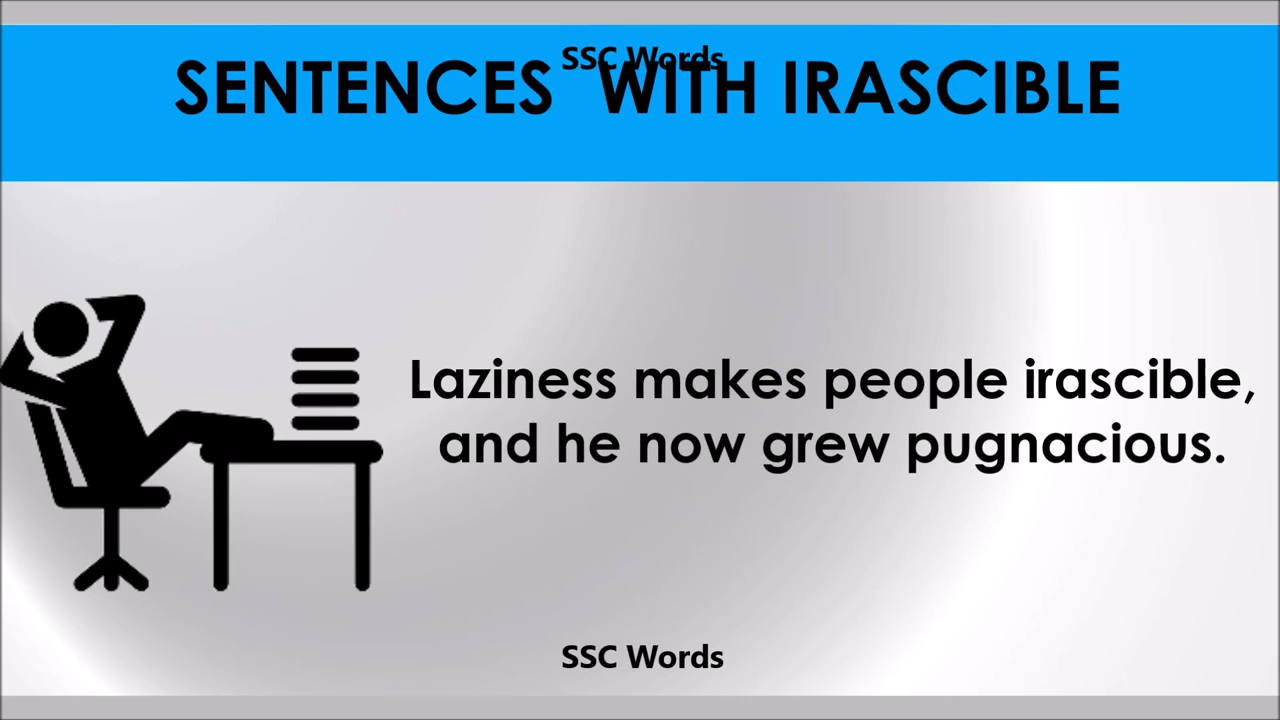 SSC Words
SENTENCES WITH IRASCIBLE
Laziness makes people irascible,
and he now grew pugnacious.
SSC Words